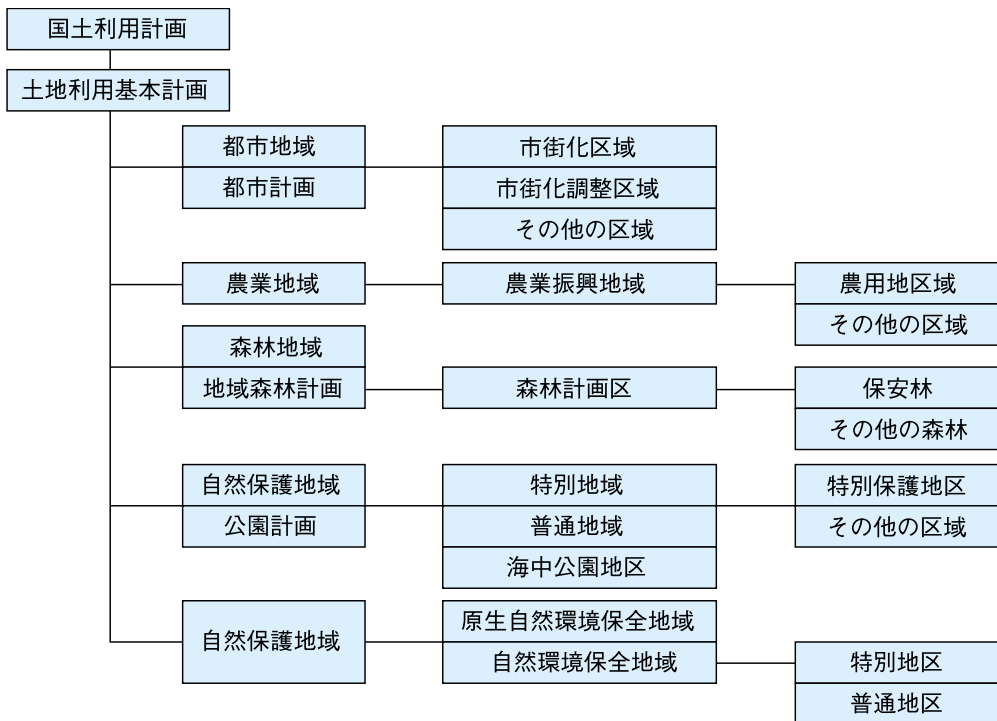 国土利用計画
土地利用基本計画
都市地域
都市計画
市街化区域
市街化調整区域
その他の区域
農業地域
農業振興地域
農用地区域
その他の区域
森林地域
地域森林計画
森林計画区
保安林
その他の森林
自然保護地域
公園計画
特別地域
普通地域
海中公園地区
特別保護地区
その他の区域
自然保護地域
原生自然環境保全地域
自然環境保全地域
特別地区
普通地区